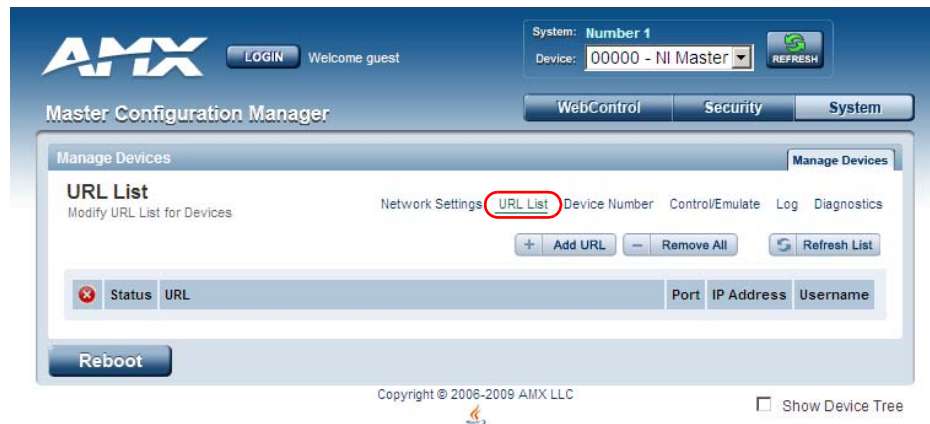 AMX LOGIN Welcome guest
System: Number 1
Device: 00000 - NI Master REFRESH
Master Configuration Manager
WebControl Security System
Manage Devices Manage Devices
URL List
Modify URL List for Devices
Network Settings URL List Device Number Control/Emulate Log Diagnostics
+ Add URL − Remove All Refresh List
Status URL Port IP Address Username
Reboot
Copyright © 2006-2009 AMX LLC
Show Device Tree